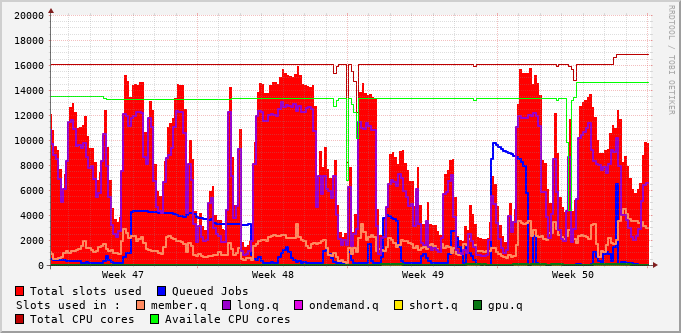 20000
18000
16000
14000
12000
10000
8000
6000
4000
2000
0
Week 47 Week 48 Week 49 Week 50
RRDTOOL / TOBI OETIKER
Total slots used Queued Jobs
Slots used in : member.q long.q ondemand.q short.q gpu.q
Total CPU cores Availale CPU cores